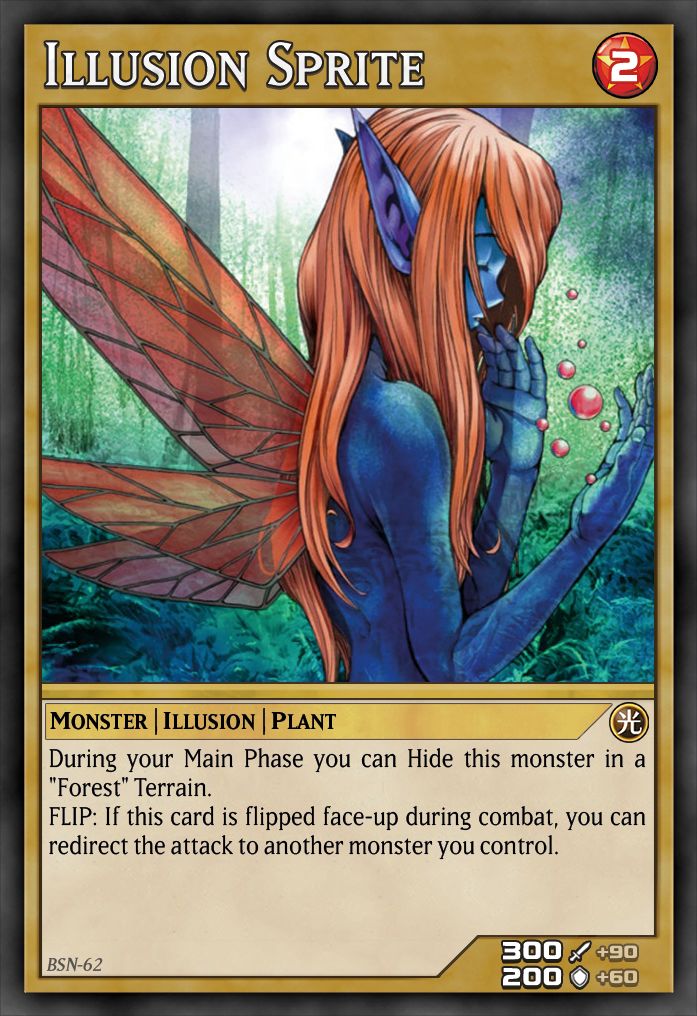 Illusion Sprite
2
Monster | Illusion | Plant
光
During your Main Phase you can Hide this monster in a
"Forest" Terrain.
FLIP: If this card is flipped face-up during combat, you can
redirect the attack to another monster you control.
300 +90
BSN-62
200 +60